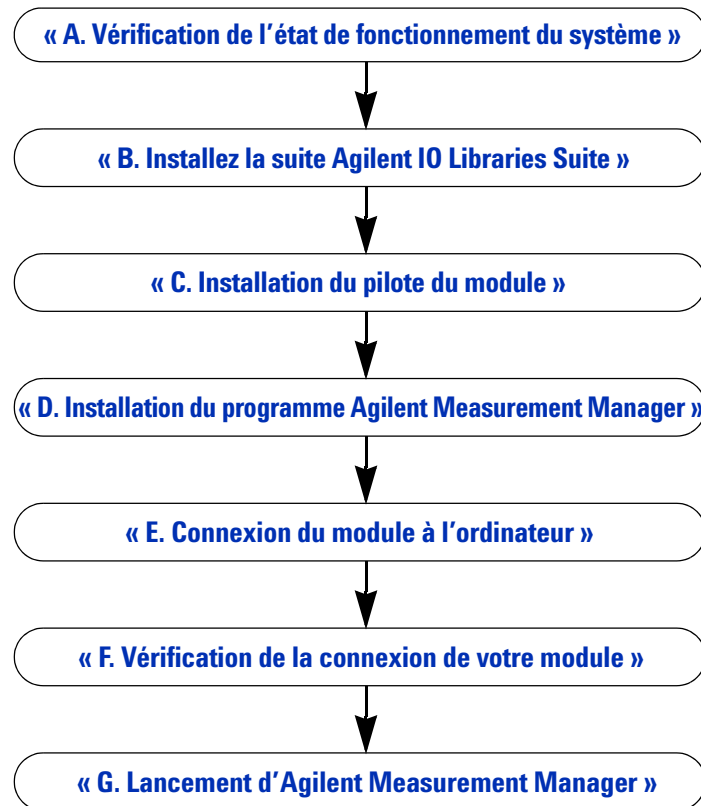 « A. Vérification de l’état de fonctionnement du système »
« B. Installez la suite Agilent IO Libraries Suite »
« C. Installation du pilote du module »
« D. Installation du programme Agilent Measurement Manager »
« E. Connexion du module à l’ordinateur »
« F. Vérification de la connexion de votre module »
« G. Lancement d’Agilent Measurement Manager »